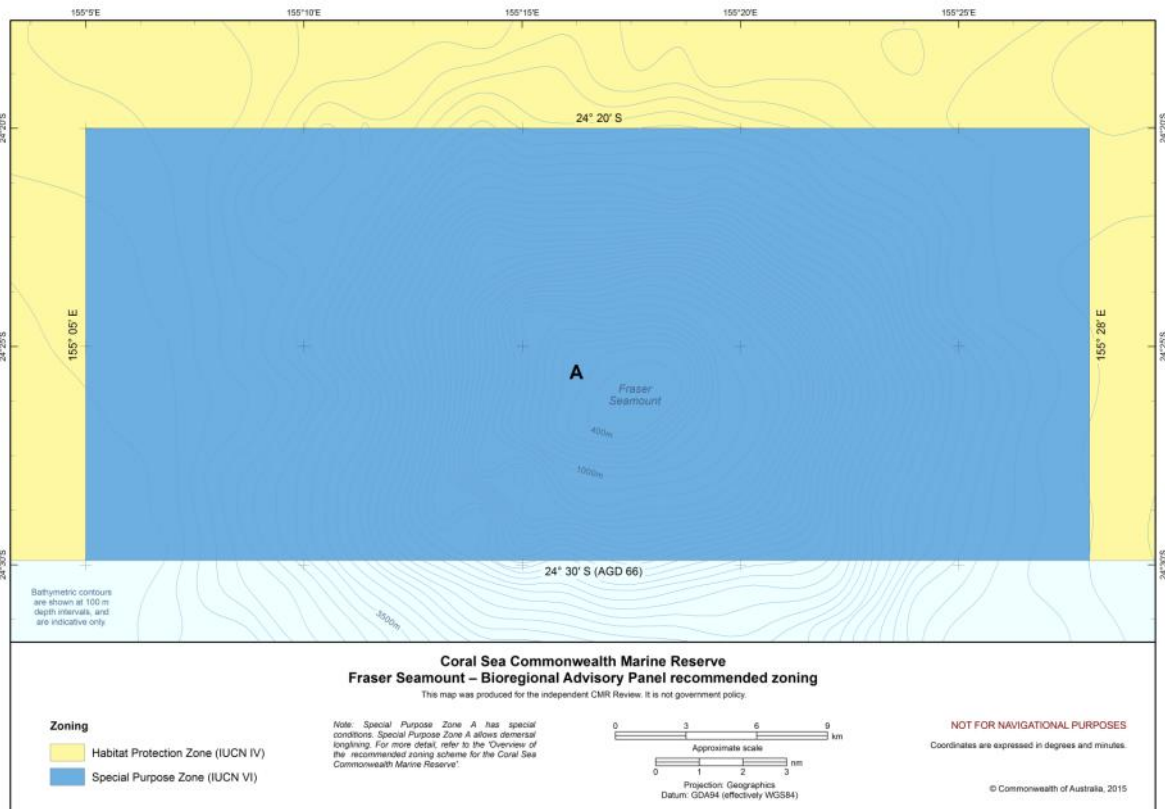 155°5'E 155°10'E 155°15'E 155°20'E 155°25'E
24°20'S 24° 20' S 24°20'S
155° 05' E
155° 28' E
24°25'S 24°25'S
A
Fraser
Seamount
400m
1000m
24°30'S 24° 30' S (AGD 66) 24°30'S
Bathymetric contours
are shown at 100 m
depth intervals, and
are indicative only.
3500m
Coral Sea Commonwealth Marine Reserve
Fraser Seamount – Bioregional Advisory Panel recommended zoning
This map was produced for the independent CMR Review. It is not government policy.
Zoning
Habitat Protection Zone (IUCN IV)
Special Purpose Zone (IUCN VI)
Note: Special Purpose Zone A has special
conditions. Special Purpose Zone A allows demersal
longlining. For more detail, refer to the 'Overview of
the recommended zoning scheme for the Coral Sea
Commonwealth Marine Reserve'.
0 3 6 9
km
Approximate scale
nm
0 1 2 3
Projection: Geographics
Datum: GDA94 (effectively WGS84)
NOT FOR NAVIGATIONAL PURPOSES
Coordinates are expressed in degrees and minutes.
© Commonwealth of Australia, 2015